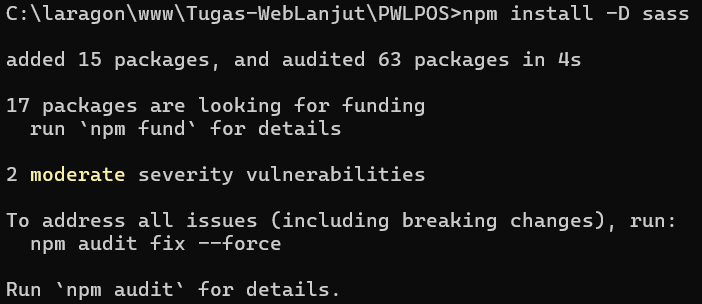 C:\laragon\www\Tugas-WebLanjut\PWLPOS>npm install -D sass
added 15 packages, and audited 63 packages in 4s
17 packages are looking for funding
  run `npm fund` for details
2 moderate severity vulnerabilities
To address all issues (including breaking changes), run:
  npm audit fix --force
Run `npm audit` for details.